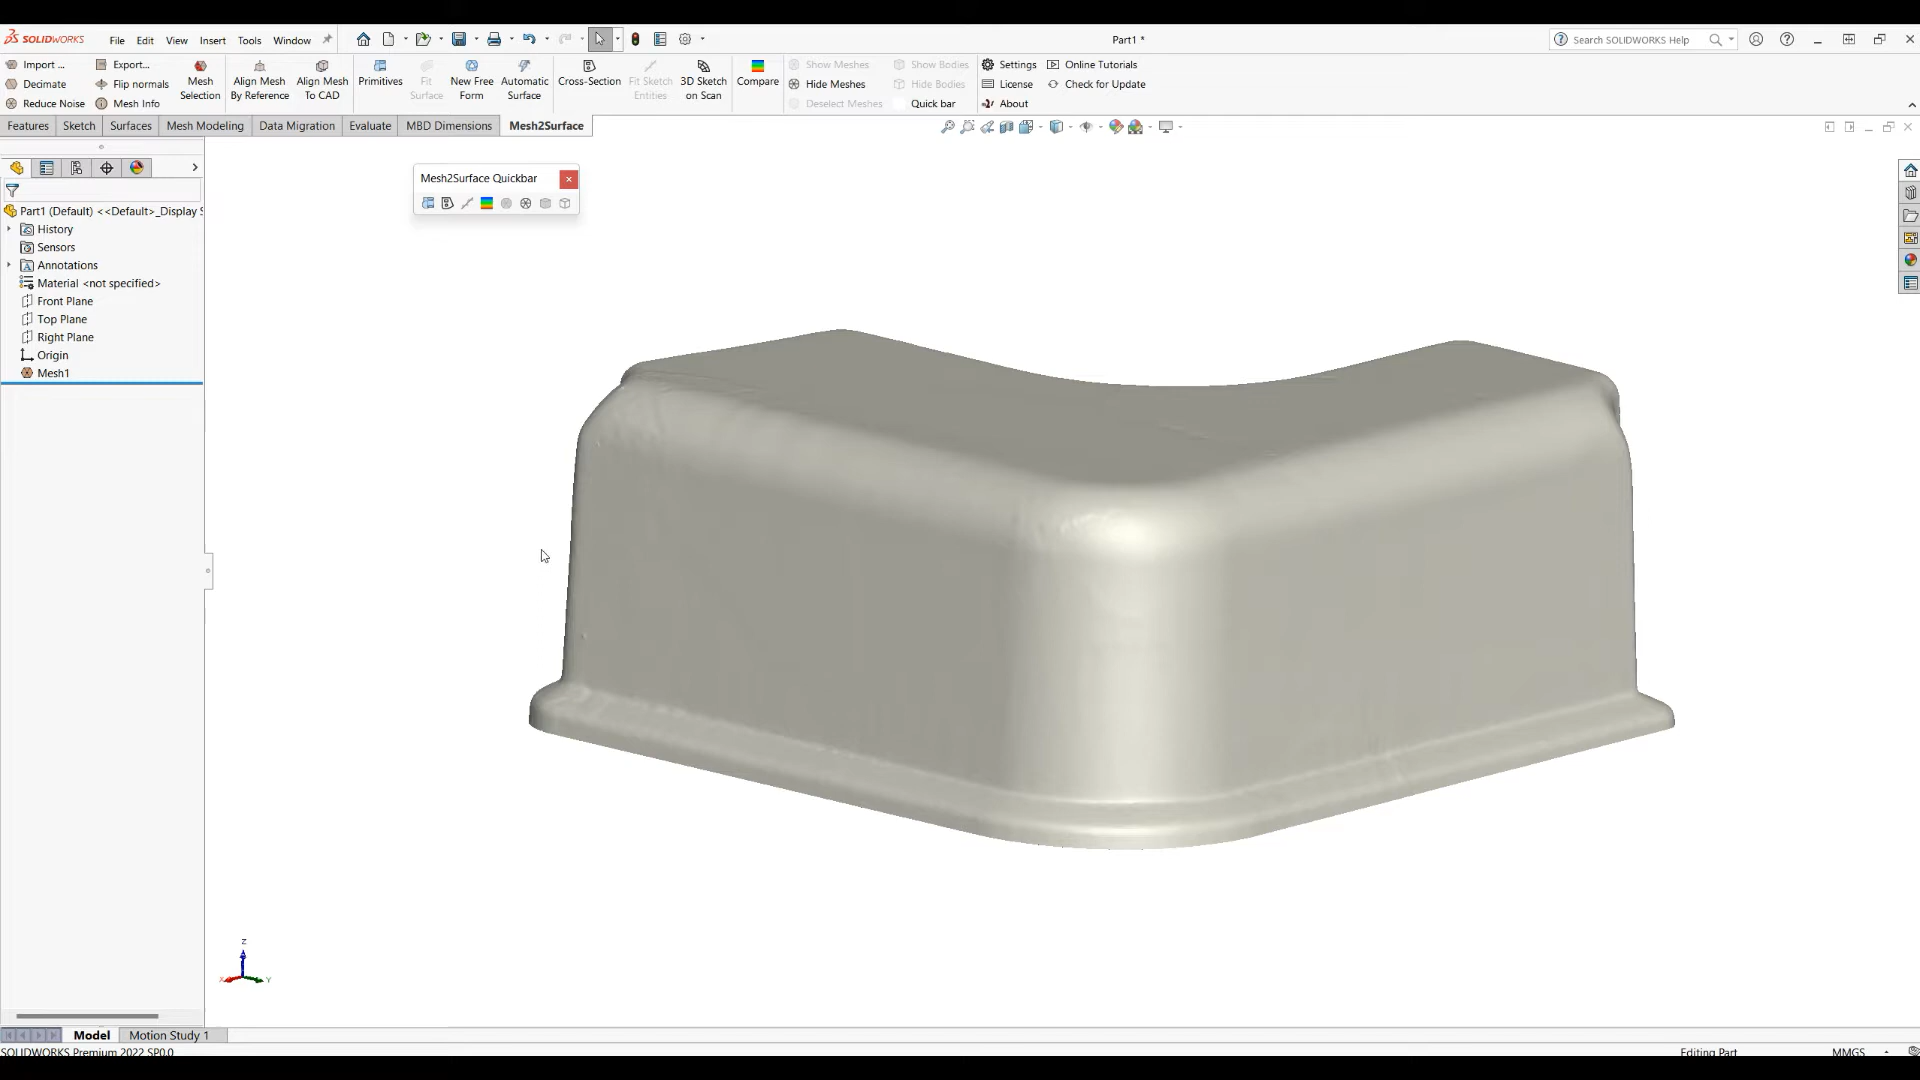 SOLIDWORKS File Edit View Insert Tools Window Part1 * Search SOLIDWORKS Help
Import ... Export...
Decimate Flip normals
Reduce Noise Mesh Info
Mesh Selection
Align Mesh By Reference
Align Mesh To CAD
Primitives
Fit Surface
New Free Form
Automatic Surface
Cross-Section
Fit Sketch Entities
3D Sketch on Scan
Compare
Show Meshes Show Bodies Settings Online Tutorials
Hide Meshes Hide Bodies License Check for Update
Deselect Meshes Quick bar About
Features Sketch Surfaces Mesh Modeling Data Migration Evaluate MBD Dimensions Mesh2Surface
Mesh2Surface Quickbar
Part1 (Default) <<Default>_Display S
History
Sensors
Annotations
Material <not specified>
Front Plane
Top Plane
Right Plane
Origin
Mesh1
Z
X Y
Model Motion Study 1
SOLIDWORKS Premium 2022 SP0.0 Editing Part MMGS